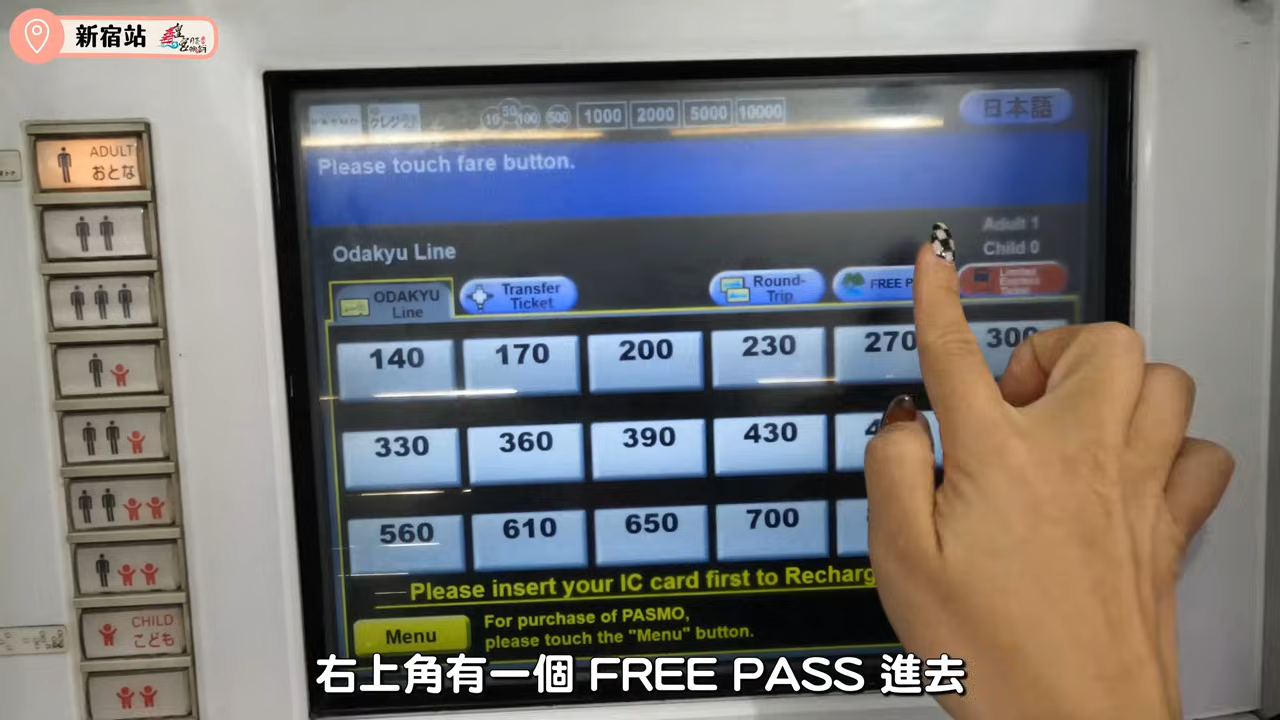 新宿站
ADULT
おとな
CHILD
こども
PASMO
10 50 100 500 1000 2000 5000 10000
日本語
Please touch fare button.
Adult 1
Child 0
Odakyu Line
ODAKYU
Line
Transfer
Ticket
Round-
Trip
FREE P
Limited
Express
140 170 200 230 270 300
330 360 390 430
560 610 650 700
Please insert your IC card first to Recharg
Menu
For purchase of PASMO,
please touch the "Menu" button.
右上角有一個 FREE PASS 進去